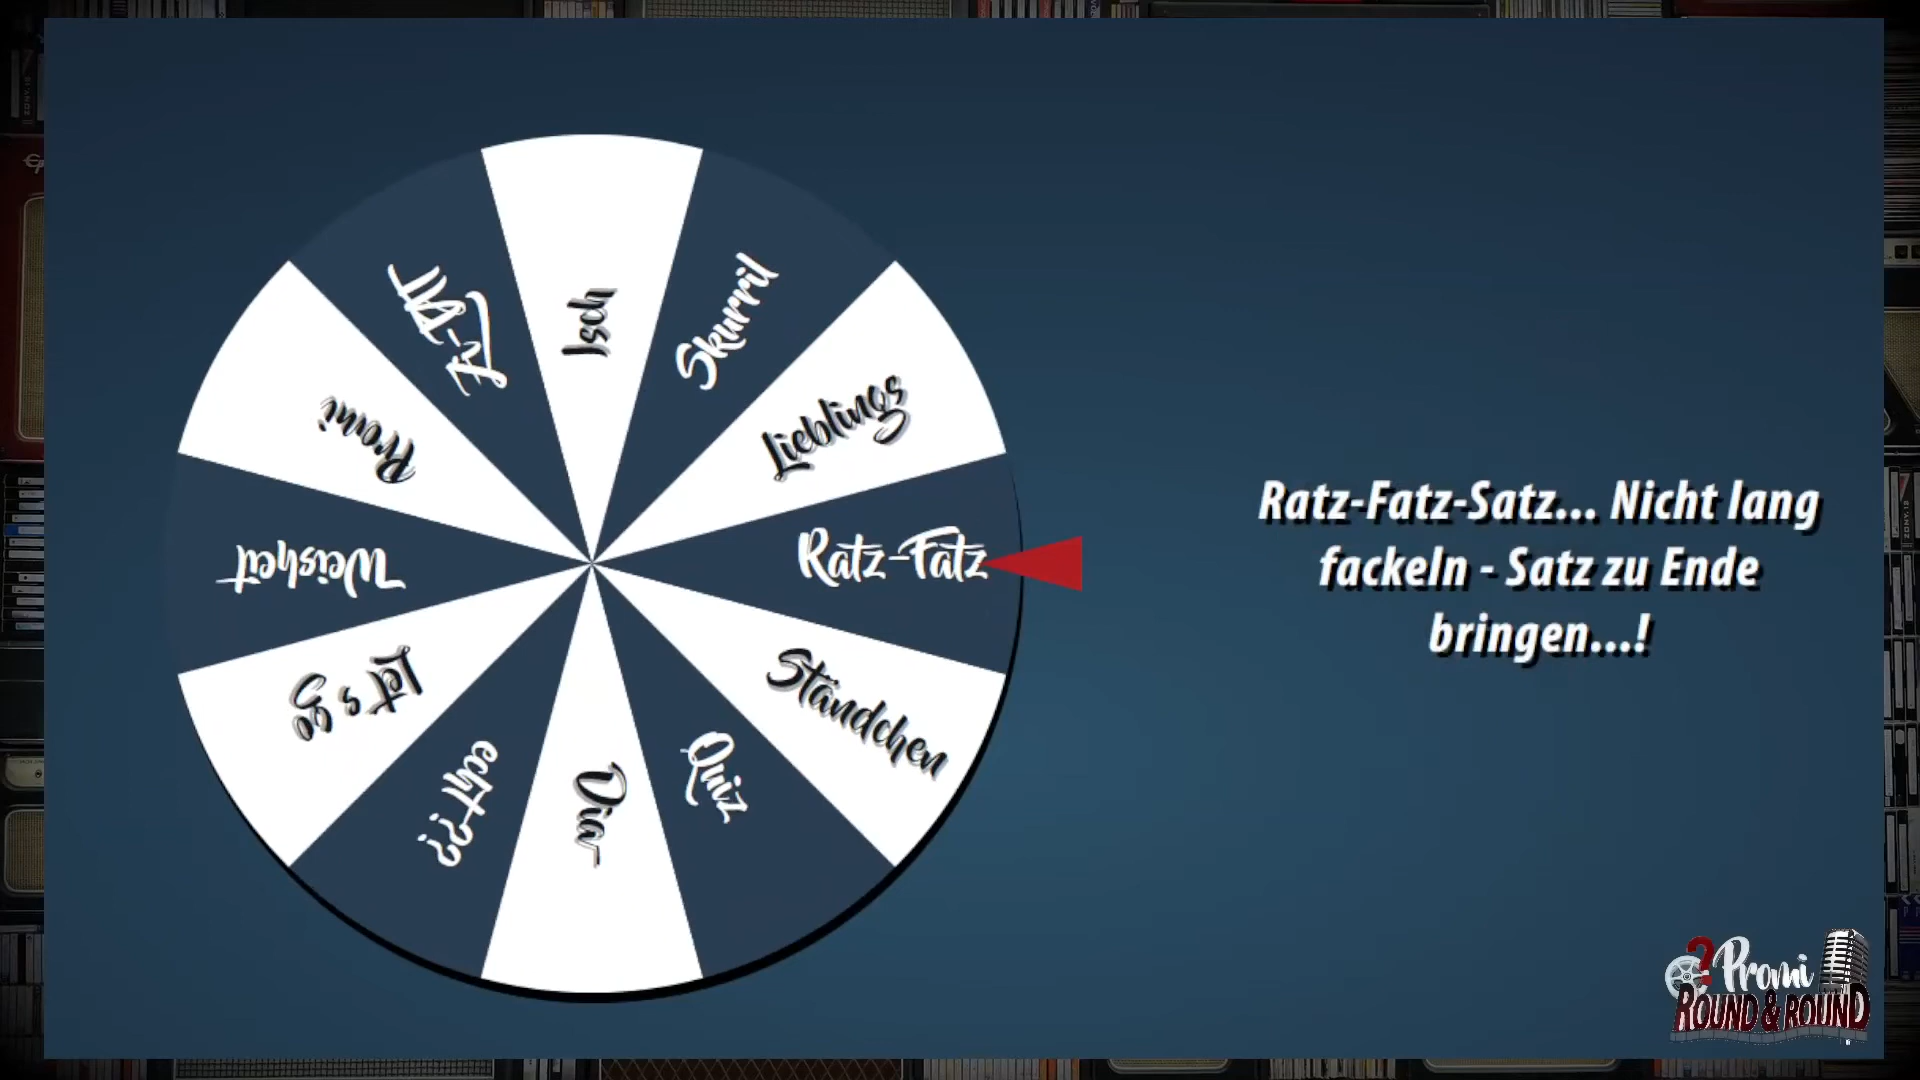 Isch
Skurril
Lieblings
Ratz-Fatz
Ständchen
Quiz
Diar
echt??
Let's go
Weisheit
Promi
Ratz-Fatz-Satz... Nicht lang
fackeln - Satz zu Ende
bringen...!
? Promi
ROUND & ROUND